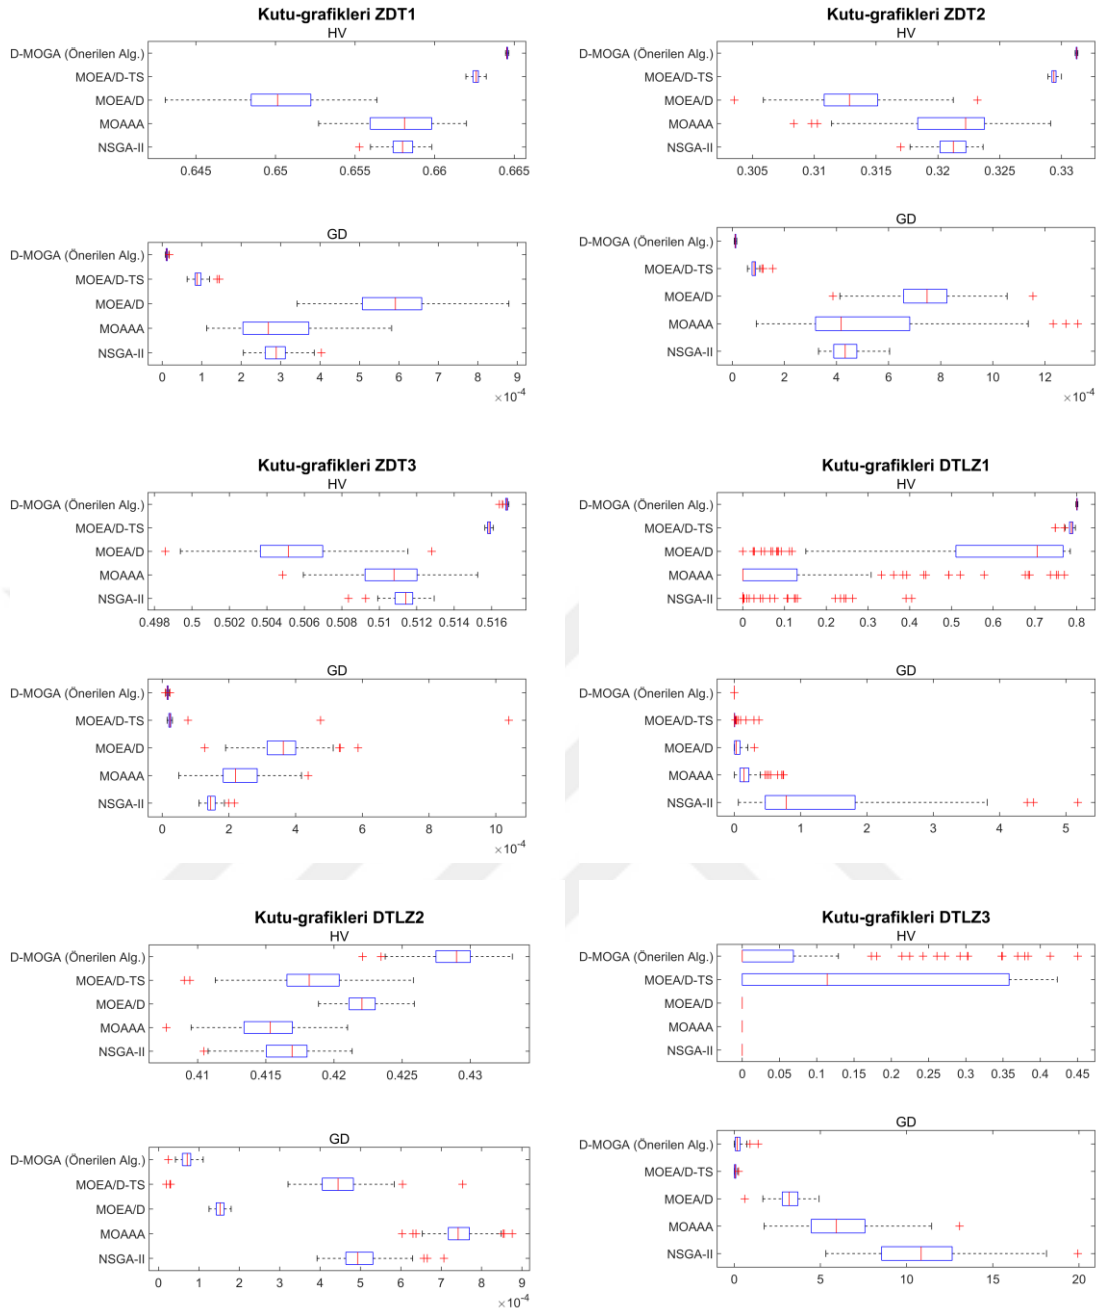 Kutu-grafikleri ZDT1
HV
D-MOGA (Önerilen Alg.)
MOEA/D-TS
MOEA/D
MOAAA
NSGA-II
0.645 0.65 0.655 0.66 0.665
GD
D-MOGA (Önerilen Alg.)
MOEA/D-TS
MOEA/D
MOAAA
NSGA-II
0 1 2 3 4 5 6 7 8 9
×10-4
Kutu-grafikleri ZDT2
HV
D-MOGA (Önerilen Alg.)
MOEA/D-TS
MOEA/D
MOAAA
NSGA-II
0.305 0.31 0.315 0.32 0.325 0.33
GD
D-MOGA (Önerilen Alg.)
MOEA/D-TS
MOEA/D
MOAAA
NSGA-II
0 2 4 6 8 10 12
×10-4
Kutu-grafikleri ZDT3
HV
D-MOGA (Önerilen Alg.)
MOEA/D-TS
MOEA/D
MOAAA
NSGA-II
0.498 0.5 0.502 0.504 0.506 0.508 0.51 0.512 0.514 0.516
GD
D-MOGA (Önerilen Alg.)
MOEA/D-TS
MOEA/D
MOAAA
NSGA-II
0 2 4 6 8 10
×10-4
Kutu-grafikleri DTLZ1
HV
D-MOGA (Önerilen Alg.)
MOEA/D-TS
MOEA/D
MOAAA
NSGA-II
0 0.1 0.2 0.3 0.4 0.5 0.6 0.7 0.8
GD
D-MOGA (Önerilen Alg.)
MOEA/D-TS
MOEA/D
MOAAA
NSGA-II
0 1 2 3 4 5
Kutu-grafikleri DTLZ2
HV
D-MOGA (Önerilen Alg.)
MOEA/D-TS
MOEA/D
MOAAA
NSGA-II
0.41 0.415 0.42 0.425 0.43
GD
D-MOGA (Önerilen Alg.)
MOEA/D-TS
MOEA/D
MOAAA
NSGA-II
0 1 2 3 4 5 6 7 8 9
×10-4
Kutu-grafikleri DTLZ3
HV
D-MOGA (Önerilen Alg.)
MOEA/D-TS
MOEA/D
MOAAA
NSGA-II
0 0.05 0.1 0.15 0.2 0.25 0.3 0.35 0.4 0.45
GD
D-MOGA (Önerilen Alg.)
MOEA/D-TS
MOEA/D
MOAAA
NSGA-II
0 5 10 15 20